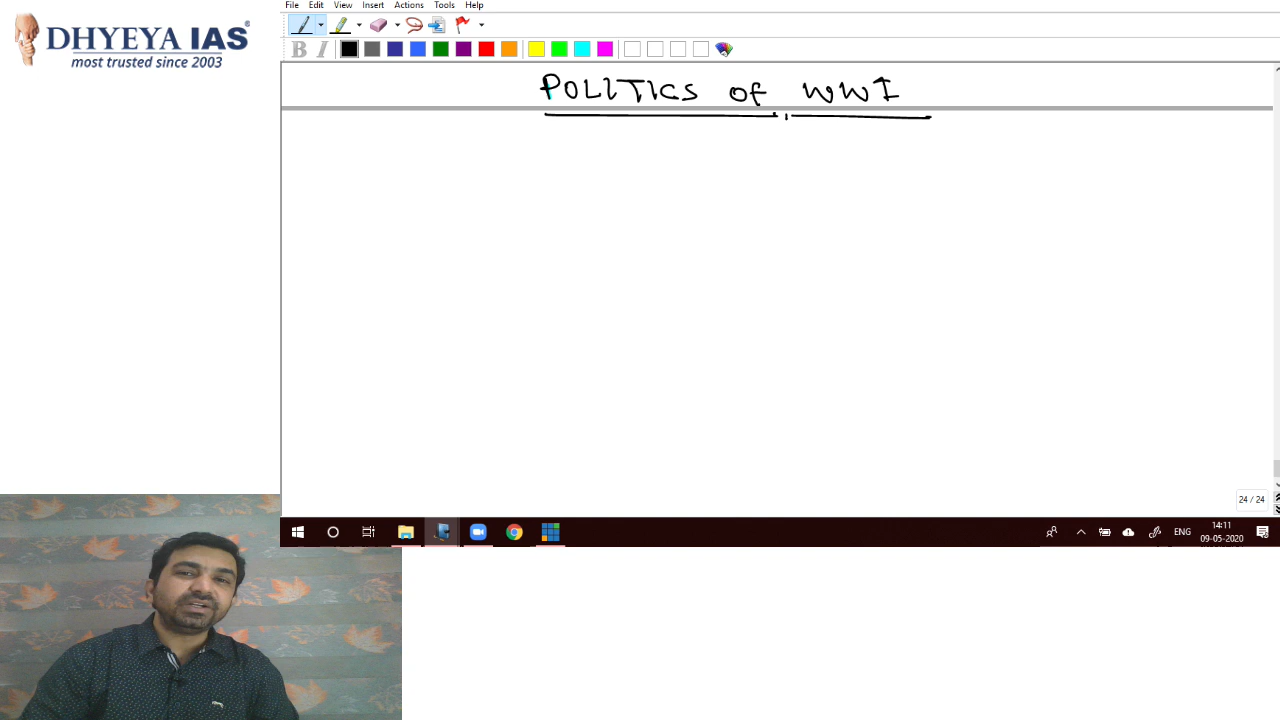 DHYEYA IAS®
most trusted since 2003
File Edit View Insert Actions Tools Help
B I
POLITICS of WWI
24 / 24
ENG
14:11
09-05-2020